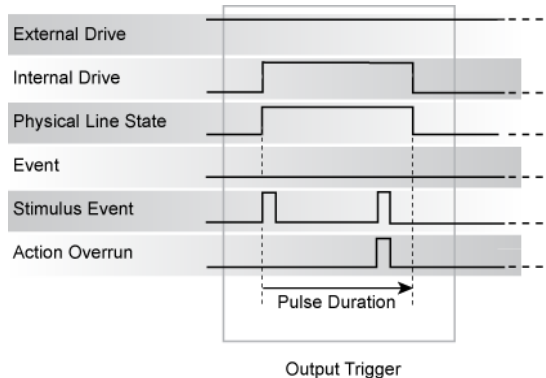 External Drive
Internal Drive
Physical Line State
Event
Stimulus Event
Action Overrun
Pulse Duration
Output Trigger